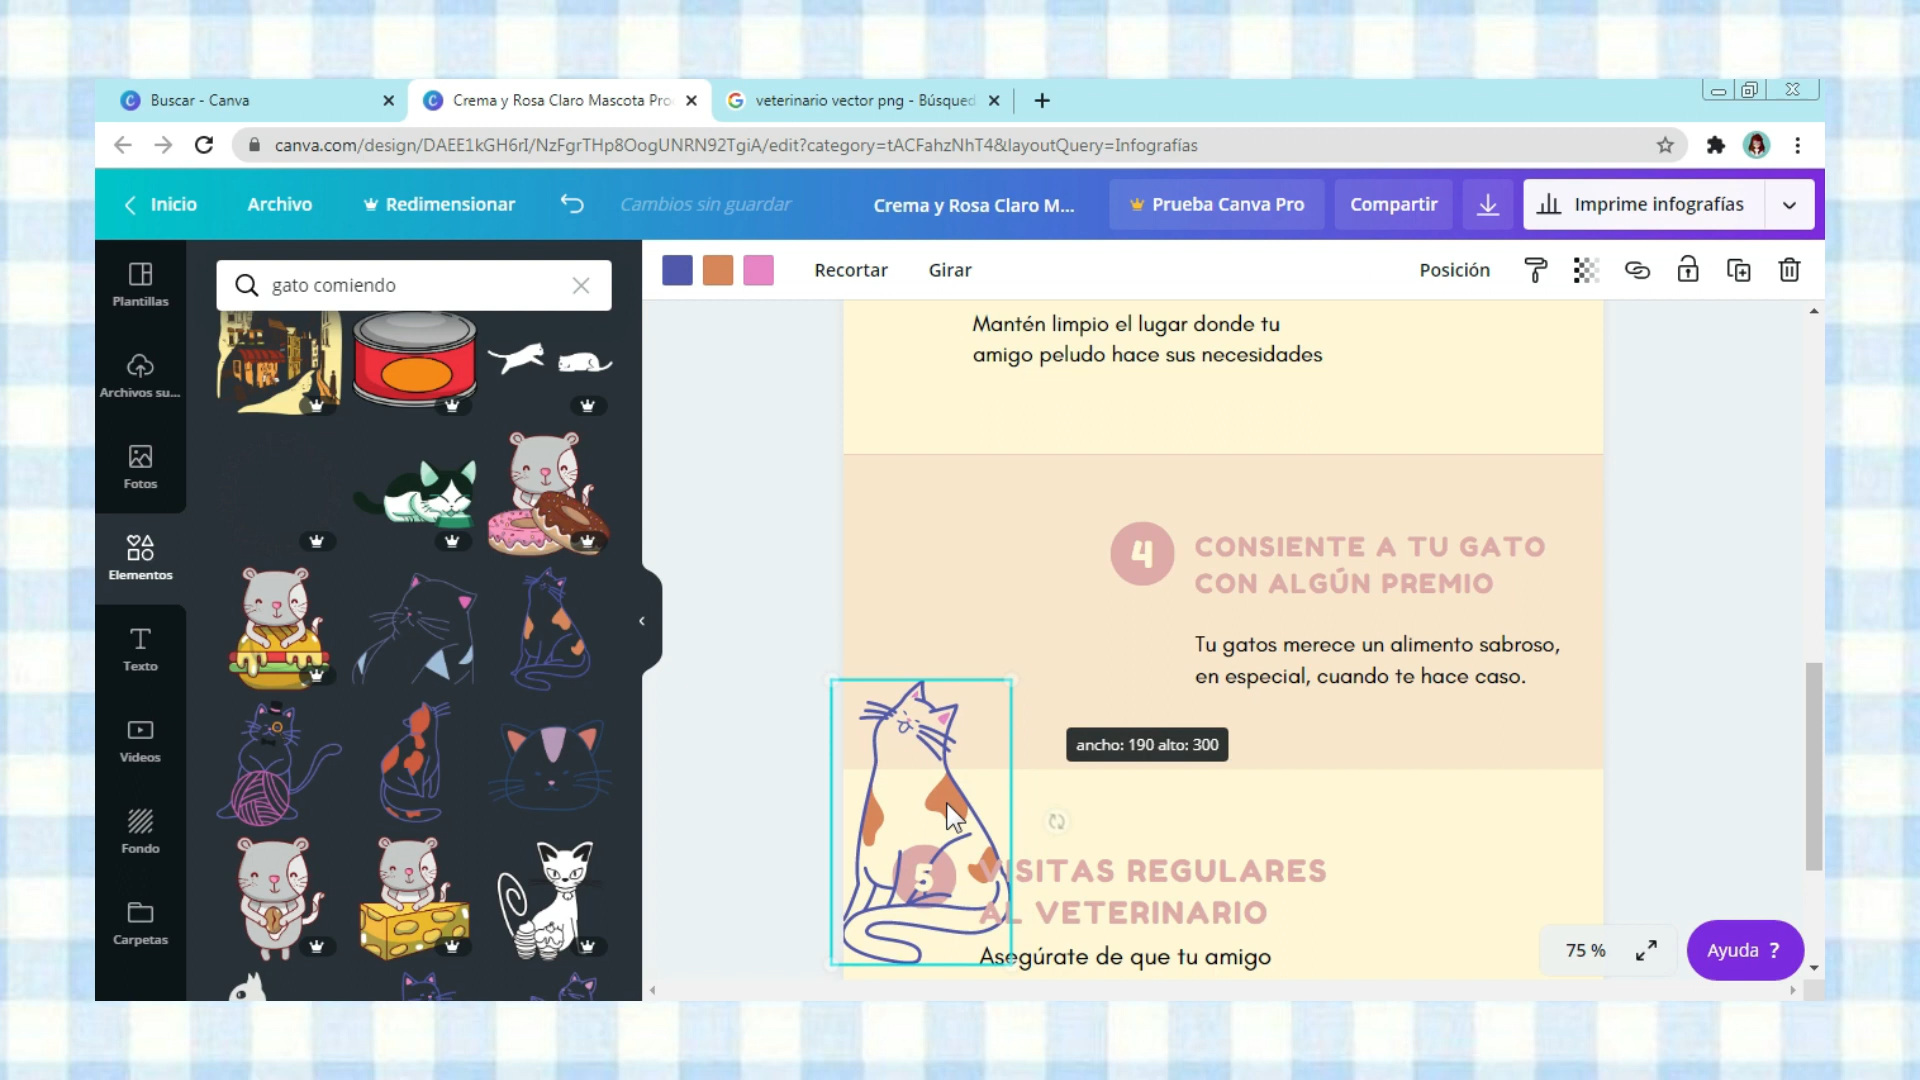 Buscar - Canva
Crema y Rosa Claro Mascota Pro
veterinario vector png - Búsqued
canva.com/design/DAEE1kGH6rI/NzFgrTHp8OogUNRN92TgiA/edit?category=tACFahzNhT4&layoutQuery=Infografías
Inicio
Archivo
Redimensionar
Cambios sin guardar
Crema y Rosa Claro M...
Prueba Canva Pro
Compartir
Imprime infografías
Plantillas
Archivos su...
Fotos
Elementos
Texto
Videos
Fondo
Carpetas
gato comiendo
Recortar
Girar
Posición
Mantén limpio el lugar donde tu
amigo peludo hace sus necesidades
4
CONSIENTE A TU GATO
CON ALGÚN PREMIO
Tu gatos merece un alimento sabroso,
en especial, cuando te hace caso.
ancho: 190 alto: 300
5
VISITAS REGULARES
AL VETERINARIO
Asegúrate de que tu amigo
75 %
Ayuda ?